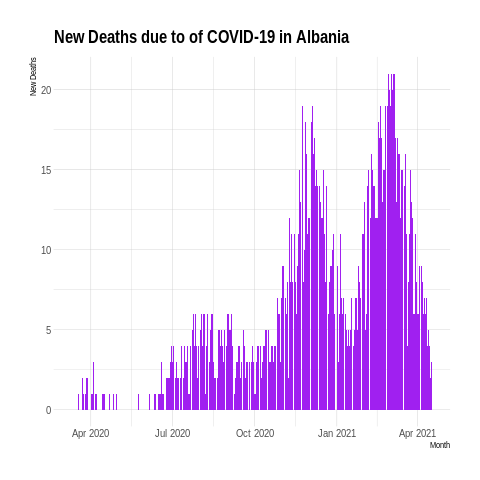 New Deaths due to of COVID-19 in Albania
New Deaths
20
15
10
5
0
Apr 2020
Jul 2020
Oct 2020
Jan 2021
Apr 2021
Month